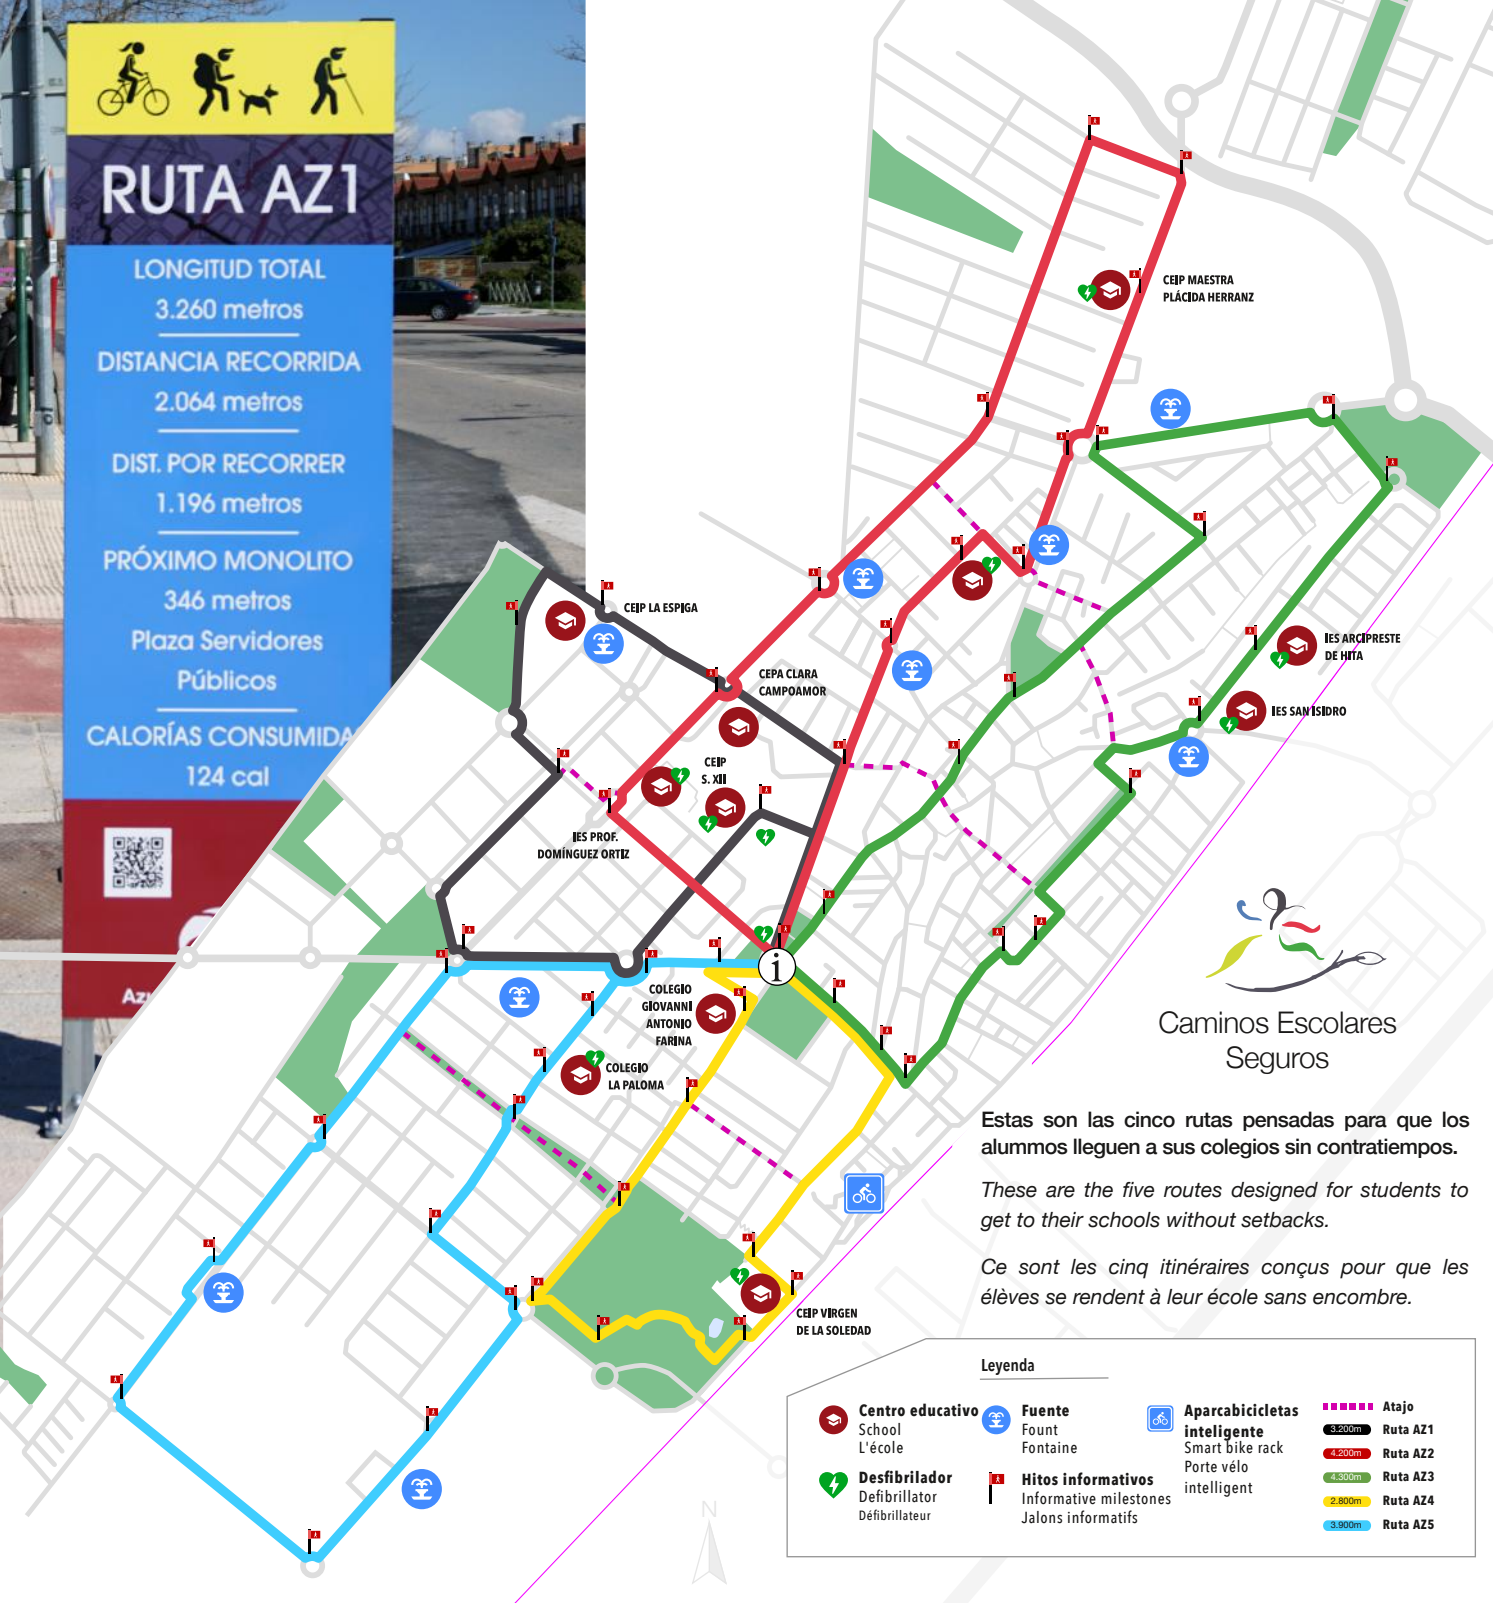 RUTA AZ1
LONGITUD TOTAL
3.260 metros
DISTANCIA RECORRIDA
2.064 metros
DIST. POR RECORRER
1.196 metros
PRÓXIMO MONOLITO
346 metros
Plaza Servidores
Públicos
CALORÍAS CONSUMIDA
124 cal
CEIP MAESTRA
PLÁCIDA HERRANZ
CEIP LA ESPIGA
CEPA CLARA
CAMPOAMOR
IES ARCIPRESTE
DE HITA
IES SAN ISIDRO
CEIP
S. XII
IES PROF.
DOMÍNGUEZ ORTIZ
i
COLEGIO
GIOVANNI
ANTONIO
FARINA
COLEGIO
LA PALOMA
CEIP VIRGEN
DE LA SOLEDAD
Caminos Escolares
Seguros
Estas son las cinco rutas pensadas para que los
alummos lleguen a sus colegios sin contratiempos.
These are the five routes designed for students to
get to their schools without setbacks.
Ce sont les cinq itinéraires conçus pour que les
élèves se rendent à leur école sans encombre.
Leyenda
Centro educativo
School
L'école
Desfibrilador
Defibrillator
Défibrillateur
Fuente
Fount
Fontaine
Hitos informativos
Informative milestones
Jalons informatifs
Aparcabicicletas
inteligente
Smart bike rack
Porte vélo
intelligent
Atajo
3.200m Ruta AZ1
4.200m Ruta AZ2
4.300m Ruta AZ3
2.800m Ruta AZ4
3.900m Ruta AZ5
N